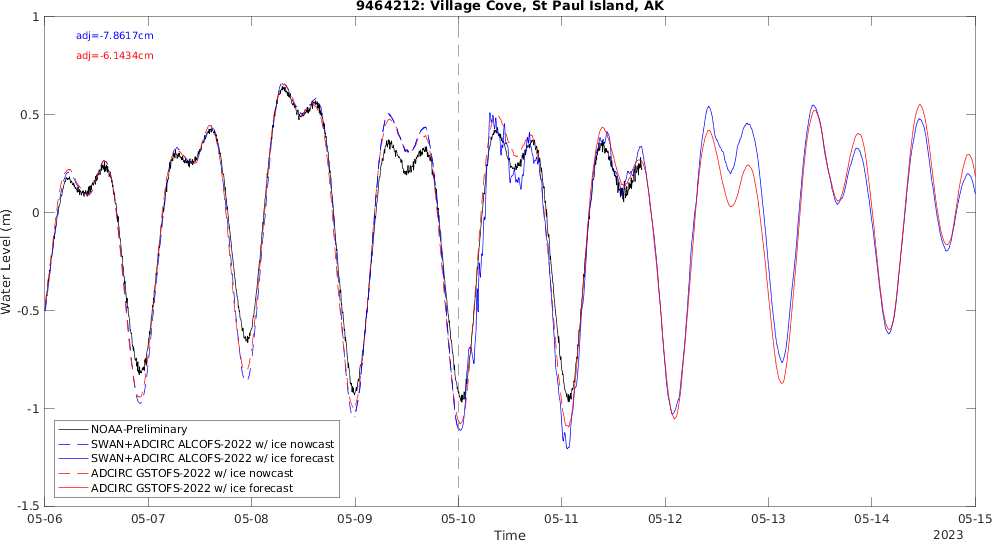 9464212: Village Cove, St Paul Island, AK
adj=-7.8617cm
adj=-6.1434cm
Water Level (m)
1
0.5
0
-0.5
-1
-1.5
NOAA-Preliminary
SWAN+ADCIRC ALCOFS-2022 w/ ice nowcast
SWAN+ADCIRC ALCOFS-2022 w/ ice forecast
ADCIRC GSTOFS-2022 w/ ice nowcast
ADCIRC GSTOFS-2022 w/ ice forecast
05-06 05-07 05-08 05-09 05-10 05-11 05-12 05-13 05-14 05-15
Time
2023